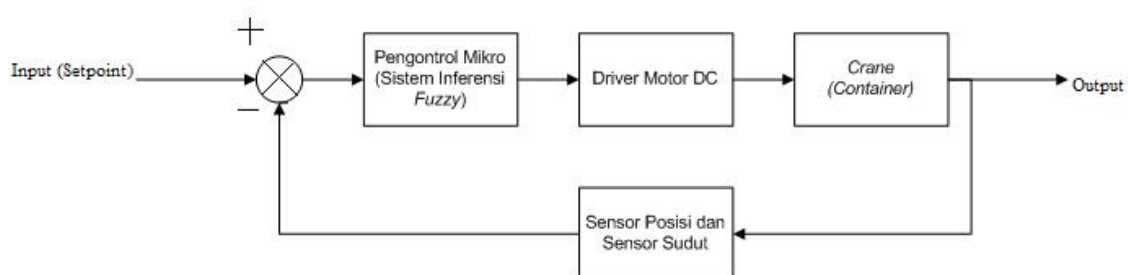 +
Input (Setpoint)
−
Pengontrol Mikro
(Sistem Inferensi
Fuzzy)
Driver Motor DC
Crane
(Container)
Output
Sensor Posisi dan
Sensor Sudut